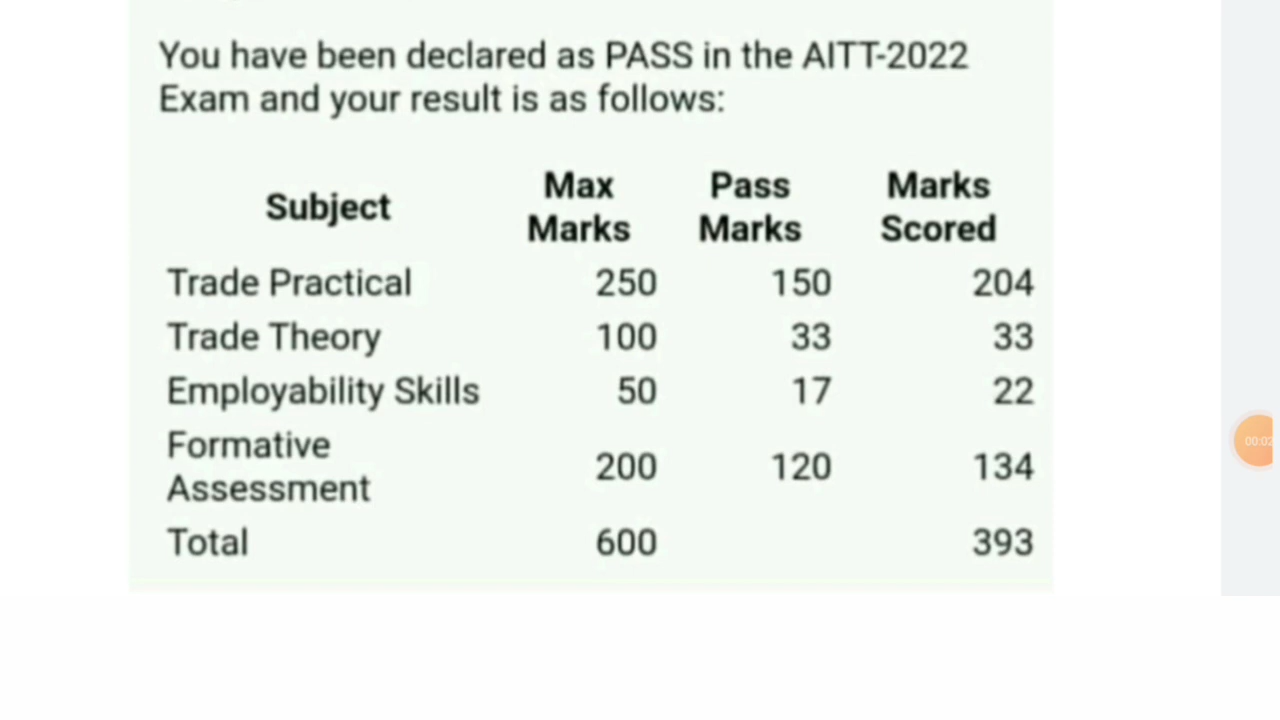 You have been declared as PASS in the AITT-2022
Exam and your result is as follows:
Subject Max Marks Pass Marks Marks Scored
Trade Practical 250 150 204
Trade Theory 100 33 33
Employability Skills 50 17 22
Formative Assessment 200 120 134
Total 600 393
00:02